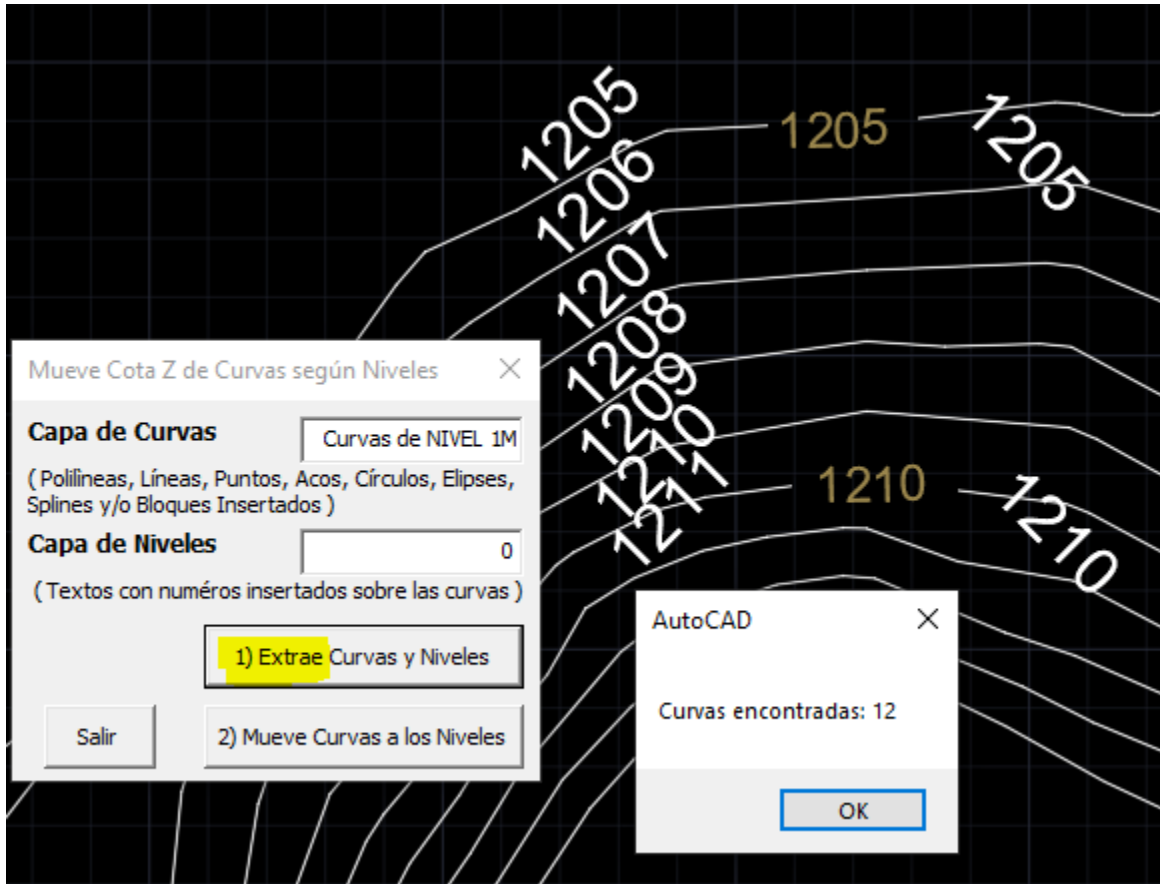 1205
1205
1205
1206
1207
1208
1209
1210
1210
1210
1211
Mueve Cota Z de Curvas según Niveles
Capa de Curvas
Curvas de NIVEL 1M
( Polilìneas, Líneas, Puntos, Acos, Círculos, Elipses,
Splines y/o Bloques Insertados )
Capa de Niveles
0
( Textos con numéros insertados sobre las curvas )
1) Extrae Curvas y Niveles
Salir
2) Mueve Curvas a los Niveles
AutoCAD
Curvas encontradas: 12
OK